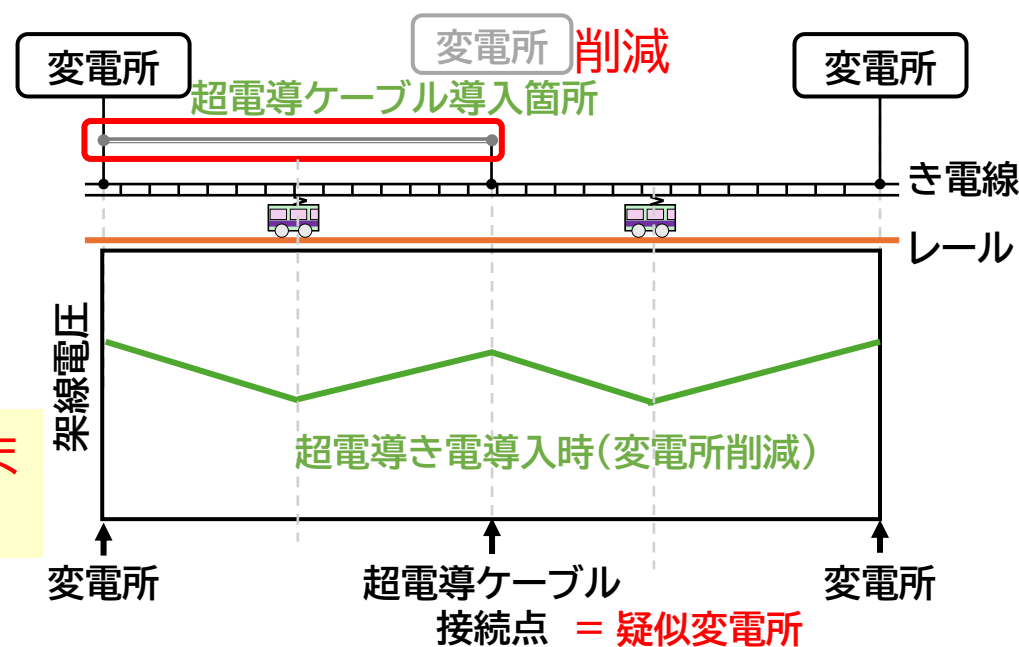 変電所 削減
変電所
変電所
超電導ケーブル導入箇所
き電線
レール
架線電圧
超電導き電導入時(変電所削減)
変電所
超電導ケーブル
接続点 = 疑似変電所
変電所